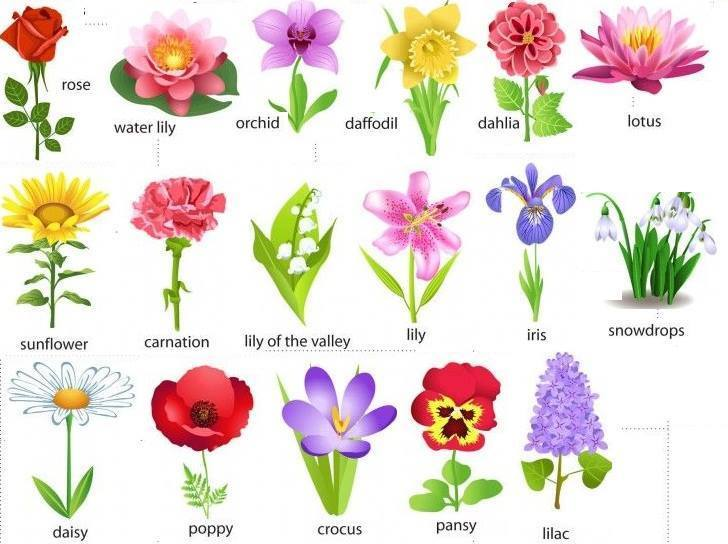 rose
water lily
orchid
daffodil
dahlia
lotus
sunflower
carnation
lily of the valley
lily
iris
snowdrops
daisy
poppy
crocus
pansy
lilac